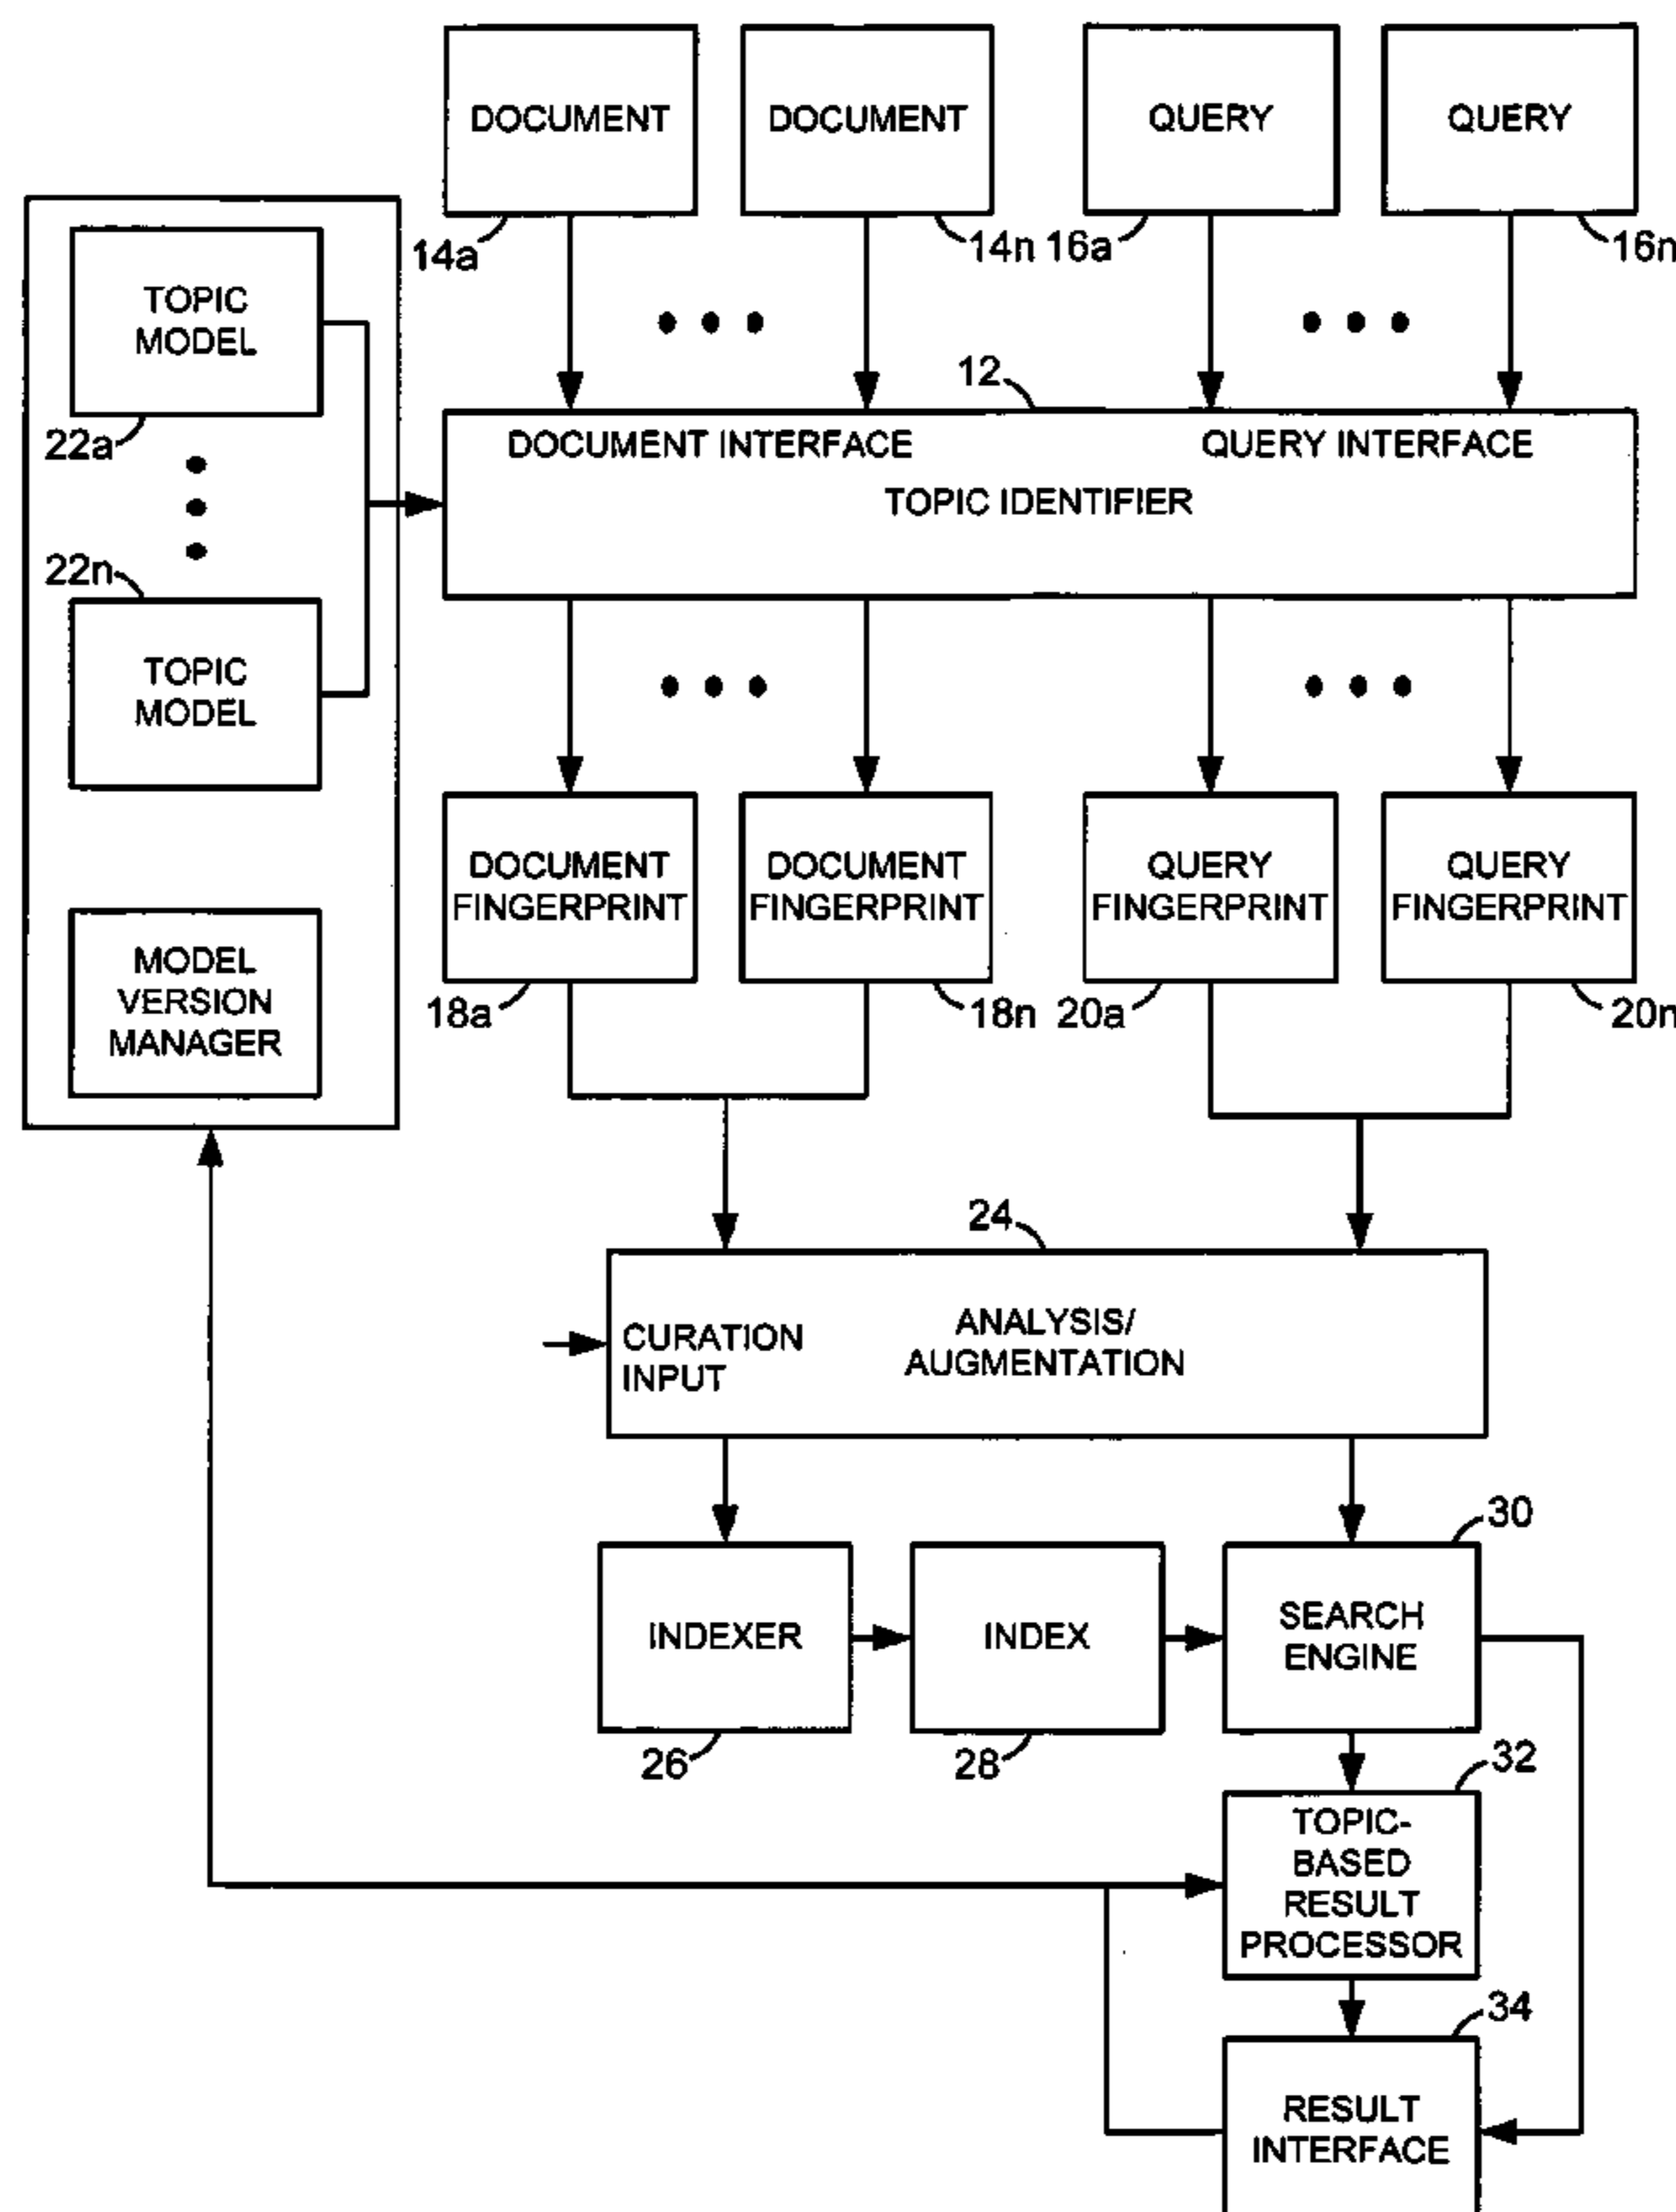 DOCUMENT
DOCUMENT
QUERY
QUERY
14a
14n
16a
16n
TOPIC
MODEL
22a
22n
TOPIC
MODEL
MODEL
VERSION
MANAGER
12
DOCUMENT INTERFACE
QUERY INTERFACE
TOPIC IDENTIFIER
DOCUMENT
FINGERPRINT
DOCUMENT
FINGERPRINT
QUERY
FINGERPRINT
QUERY
FINGERPRINT
18a
18n
20a
20n
24
CURATION
INPUT
ANALYSIS/
AUGMENTATION
30
INDEXER
INDEX
SEARCH
ENGINE
26
28
32
TOPIC-
BASED
RESULT
PROCESSOR
34
RESULT
INTERFACE